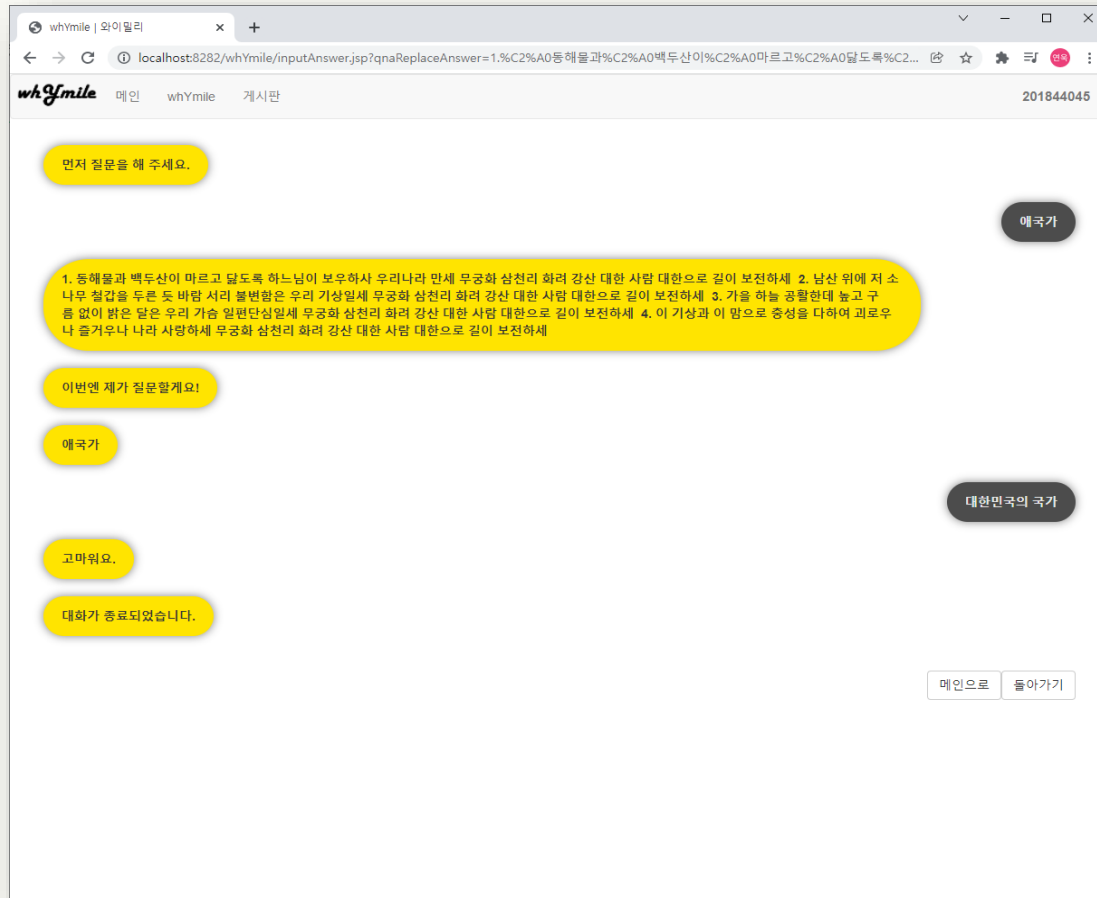 whYmile | 와이밀리
localhost:8282/whYmile/inputAnswer.jsp?qnaReplaceAnswer=1.%C2%A0동해물과%C2%A0백두산이%C2%A0마르고%C2%A0닳도록%C2%...
연욱
whYmile 메인 whYmile 게시판 201844045
먼저 질문을 해 주세요.
애국가
1. 동해물과 백두산이 마르고 닳도록 하느님이 보우하사 우리나라 만세 무궁화 삼천리 화려 강산 대한 사람 대한으로 길이 보전하세 2. 남산 위에 저 소
나무 철갑을 두른 듯 바람 서리 불변함은 우리 기상일세 무궁화 삼천리 화려 강산 대한 사람 대한으로 길이 보전하세 3. 가을 하늘 공활한데 높고 구
름 없이 밝은 달은 우리 가슴 일편단심일세 무궁화 삼천리 화려 강산 대한 사람 대한으로 길이 보전하세 4. 이 기상과 이 맘으로 충성을 다하여 괴로우
나 즐거우나 나라 사랑하세 무궁화 삼천리 화려 강산 대한 사람 대한으로 길이 보전하세
이번엔 제가 질문할게요!
애국가
대한민국의 국가
고마워요.
대화가 종료되었습니다.
메인으로 돌아가기